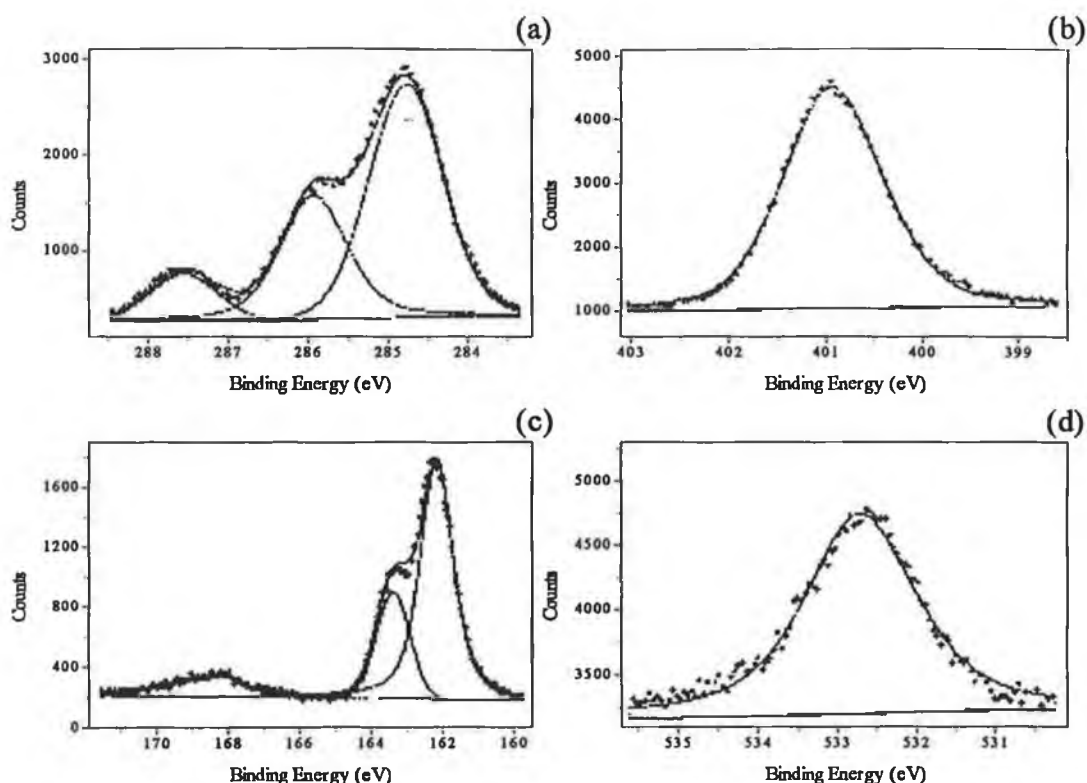 (a)
3000
2000
1000
Counts
288 287 286 285 284
Binding Energy (eV)
(b)
5000
4000
3000
2000
1000
Counts
403 402 401 400 399
Binding Energy (eV)
(c)
1600
1200
800
400
0
Counts
170 168 166 164 162 160
Binding Energy (eV)
(d)
5000
4500
4000
3500
Counts
535 534 533 532 531
Binding Energy (eV)